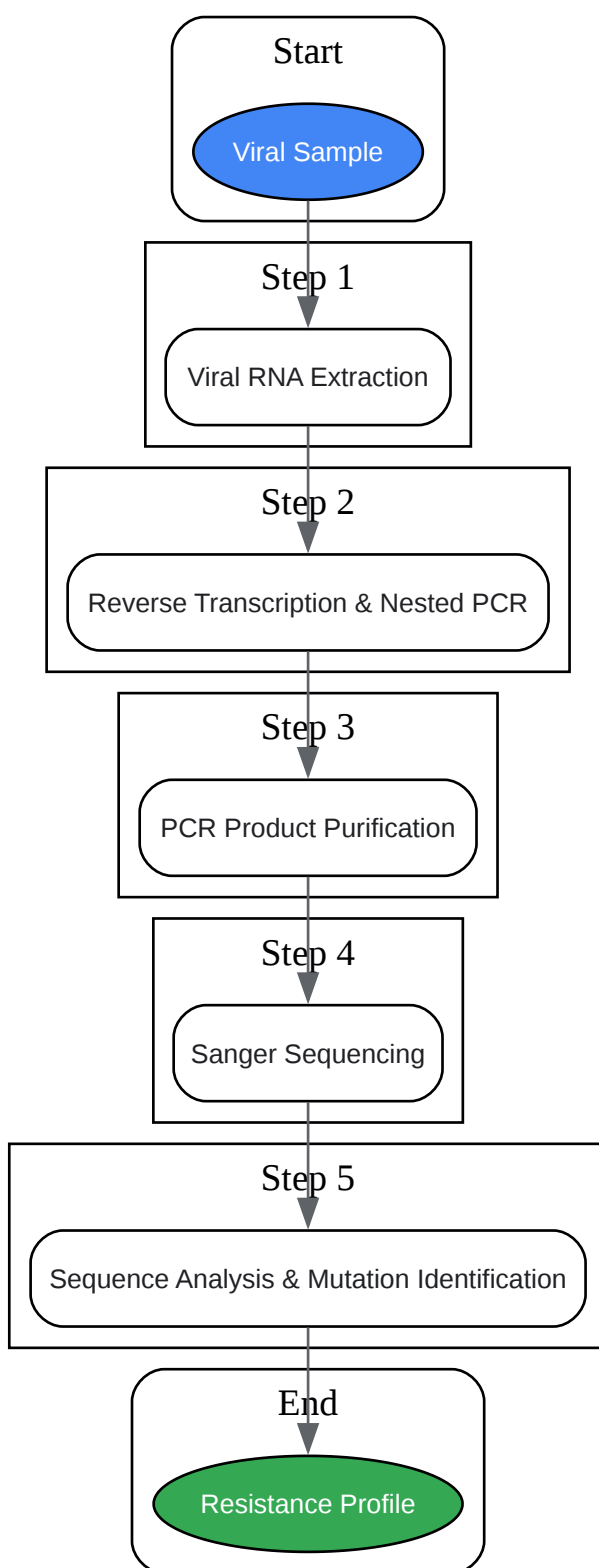 Start
Viral Sample
Step 1
Viral RNA Extraction
Step 2
Reverse Transcription & Nested PCR
Step 3
PCR Product Purification
Step 4
Sanger Sequencing
Step 5
Sequence Analysis & Mutation Identification
End
Resistance Profile